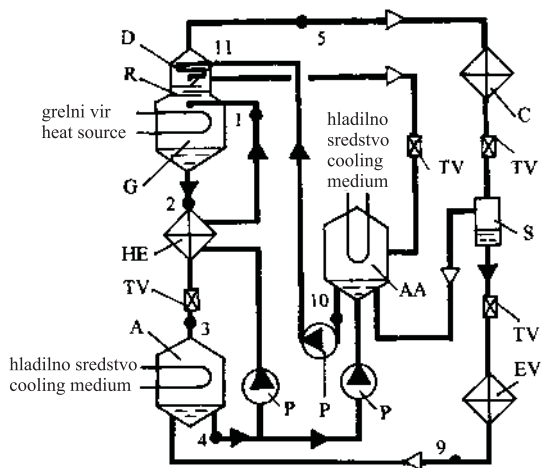 D
11
5
R
grelni vir
heat source
1
hladilno
sredstvo
cooling
medium
C
TV
TV
G
2
S
HE
AA
TV
10
TV
A
3
hladilno sredstvo
cooling medium
P
P
P
EV
4
9